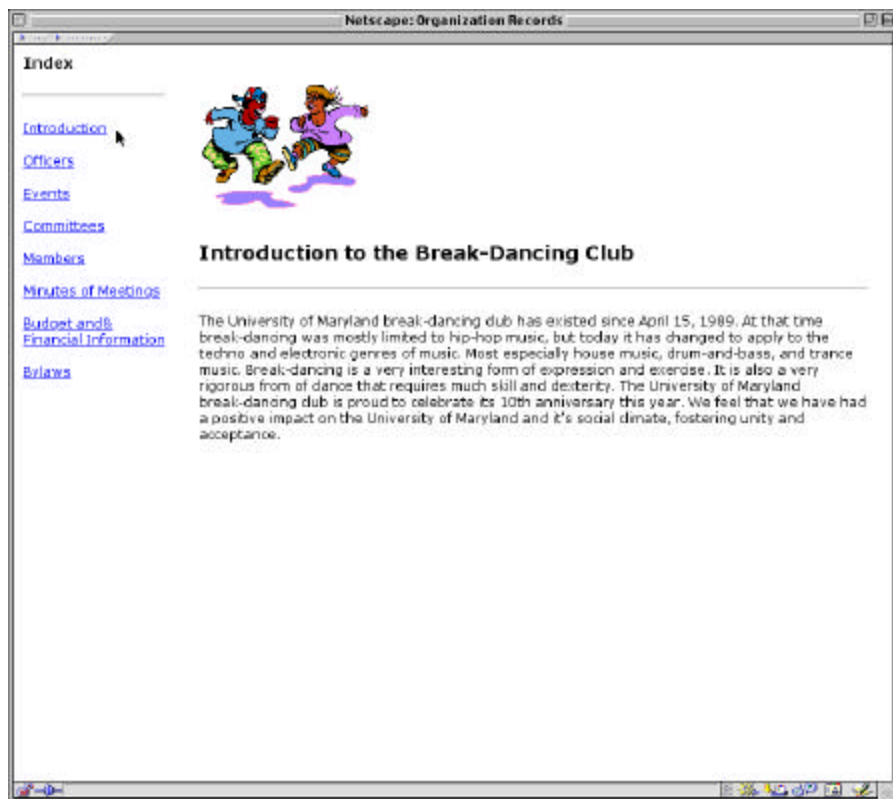 Netscape: Organization Records
Index
Introduction
Officers
Events
Committees
Members
Minutes of Meetings
Budget and&
Financial Information
Bylaws
Introduction to the Break-Dancing Club
The University of Maryland break-dancing club has existed since April 15, 1989. At that time
break-dancing was mostly limited to hip-hop music, but today it has changed to apply to the
techno and electronic genres of music. Most especially house music, drum-and-bass, and trance
music. Break-dancing is a very interesting form of expression and exercise. It is also a very
rigorous from of dance that requires much skill and dexterity. The University of Maryland
break-dancing club is proud to celebrate its 10th anniversary this year. We feel that we have had
a positive impact on the University of Maryland and it's social climate, fostering unity and
acceptance.